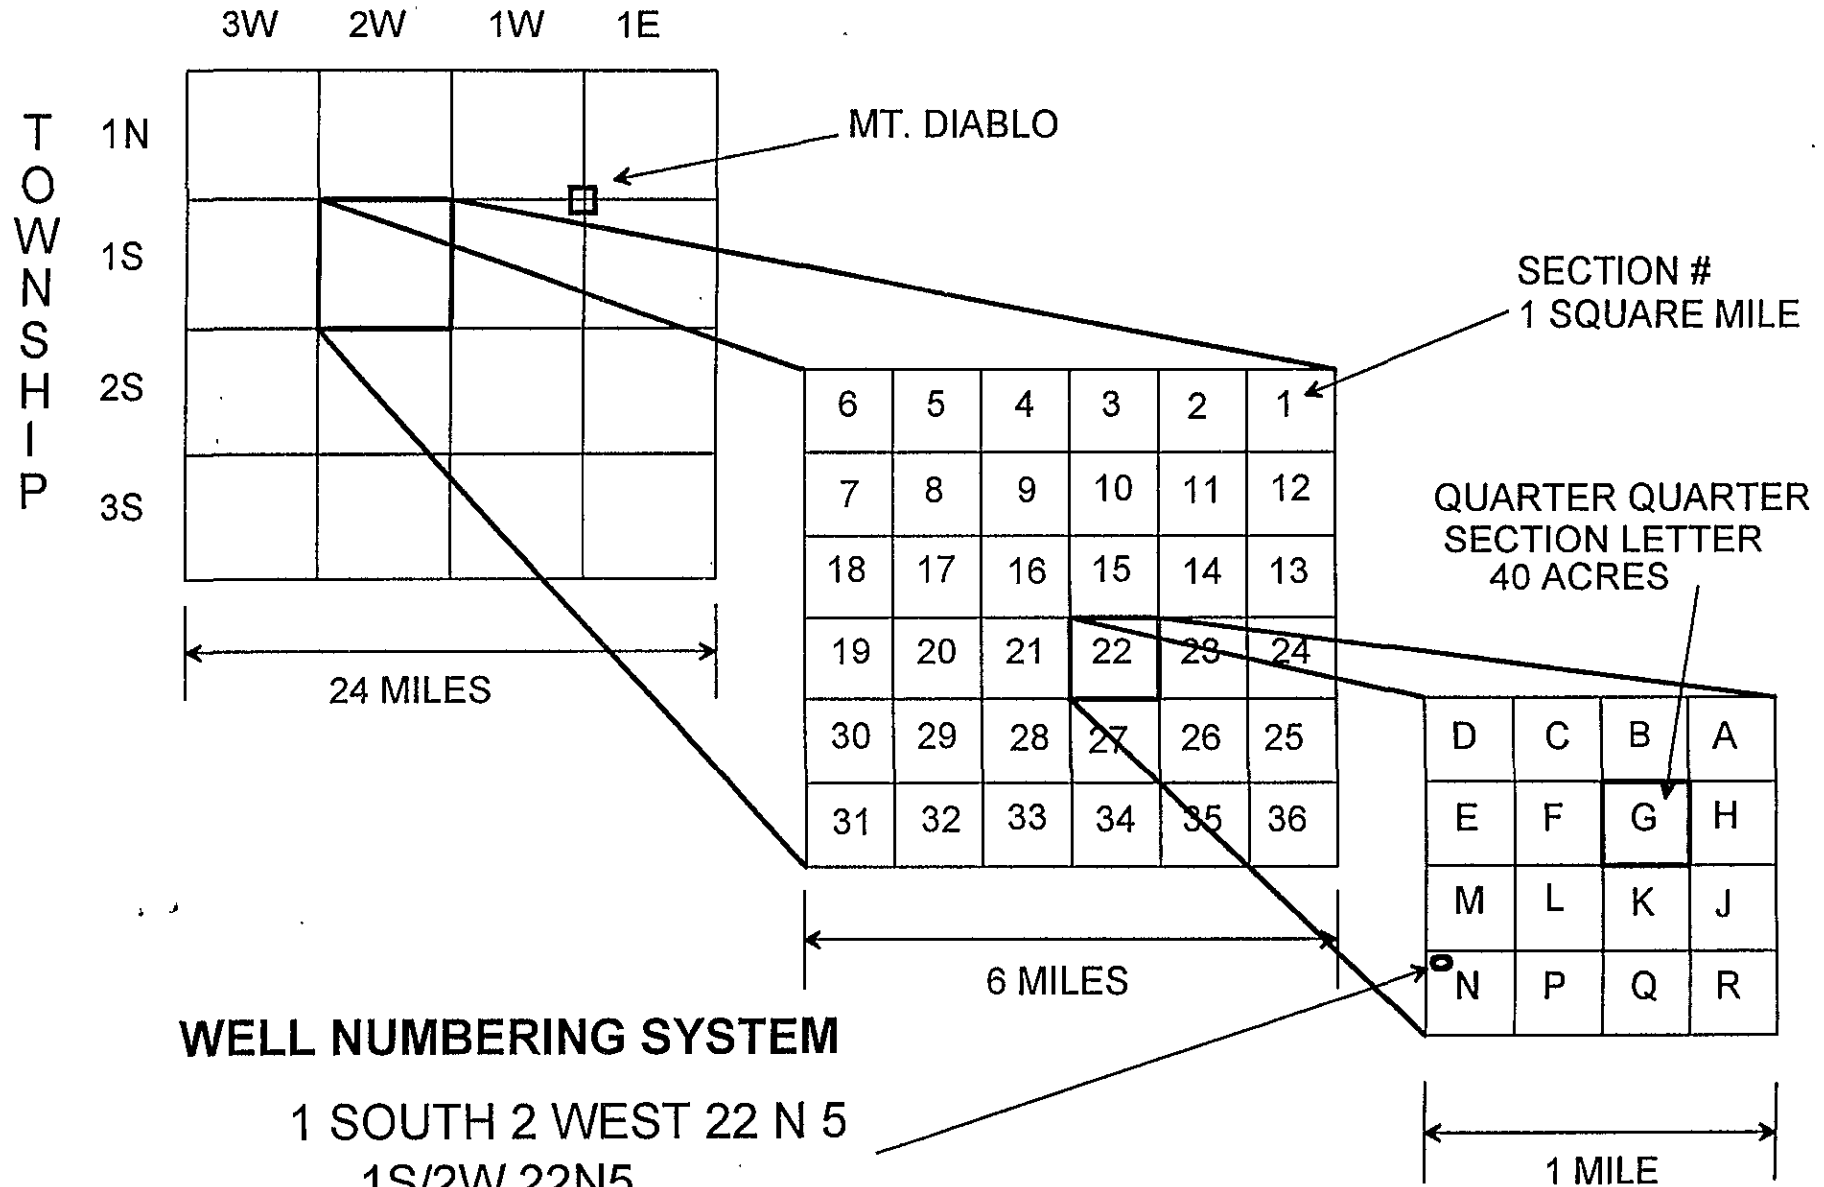 3W 2W 1W 1E
TOWNSHIP
1N
1S
2S
3S
MT. DIABLO
24 MILES
SECTION #
1 SQUARE MILE
6 5 4 3 2 1
7 8 9 10 11 12
18 17 16 15 14 13
19 20 21 22 23 24
30 29 28 27 26 25
31 32 33 34 35 36
6 MILES
QUARTER QUARTER
SECTION LETTER
40 ACRES
D C B A
E F G H
M L K J
N P Q R
1 MILE
WELL NUMBERING SYSTEM
1 SOUTH 2 WEST 22 N 5
1S/2W 22N5